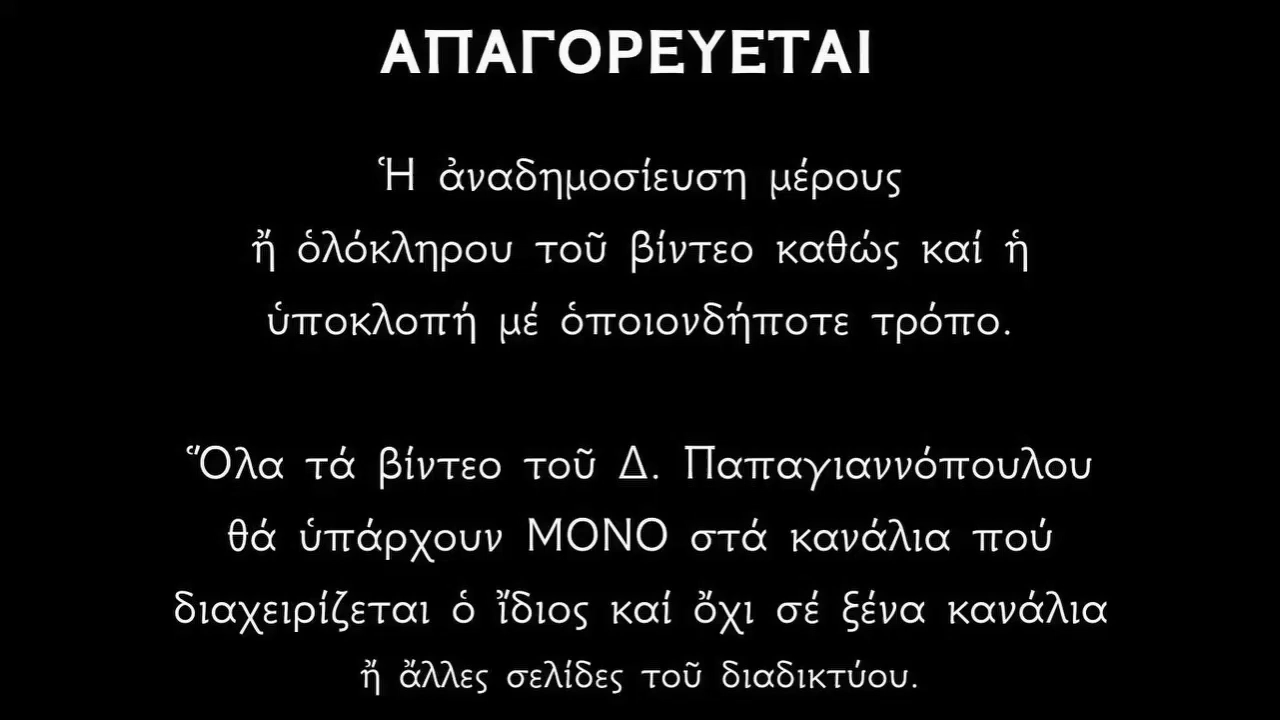 ΑΠΑΓΟΡΕΥΕΤΑΙ
Ἡ ἀναδημοσίευση μέρους
ἤ ὁλόκληρου τοῦ βίντεο καθώς καί ἡ
ὑποκλοπή μέ ὁποιονδήποτε τρόπο.
Ὅλα τά βίντεο τοῦ Δ. Παπαγιαννόπουλου
θά ὑπάρχουν ΜΟΝΟ στά κανάλια πού
διαχειρίζεται ὁ ἴδιος καί ὄχι σέ ξένα κανάλια
ἤ ἄλλες σελίδες τοῦ διαδικτύου.